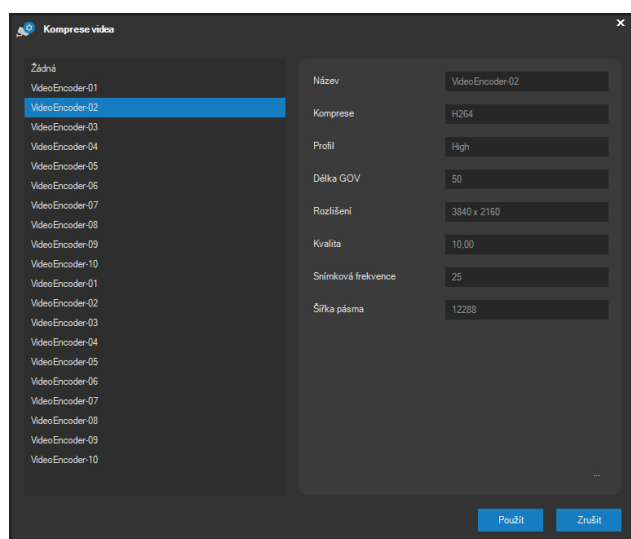 Komprese videa
×
Žádná
VideoEncoder-01
VideoEncoder-02
VideoEncoder-03
VideoEncoder-04
VideoEncoder-05
VideoEncoder-06
VideoEncoder-07
VideoEncoder-08
VideoEncoder-09
VideoEncoder-10
VideoEncoder-01
VideoEncoder-02
VideoEncoder-03
VideoEncoder-04
VideoEncoder-05
VideoEncoder-06
VideoEncoder-07
VideoEncoder-08
VideoEncoder-09
VideoEncoder-10
Název VideoEncoder-02
Komprese H264
Profil High
Délka GOV 50
Rozlišení 3840 x 2160
Kvalita 10,00
Snímková frekvence 25
Šířka pásma 12288
...
Použít Zrušit